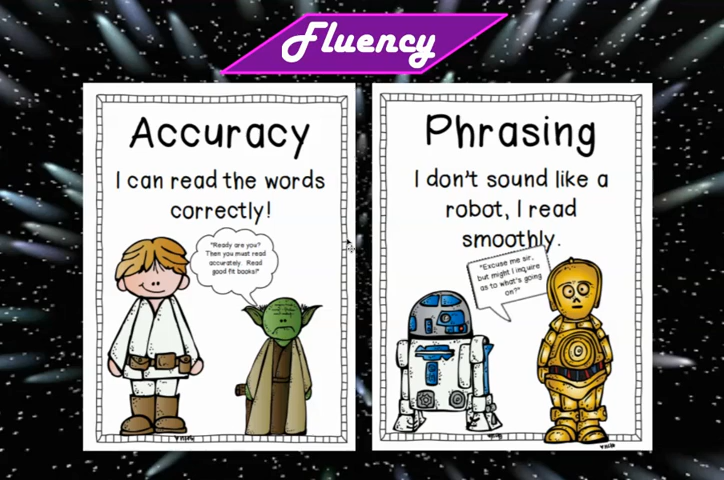 Fluency
Accuracy
I can read the words
correctly!
"Ready are you?
Then you must read
accurately. Read
good fit books!"
Phrasing
I don't sound like a
robot, I read
smoothly.
"Excuse me sir,
but might I inquire
as to what's going
on?"